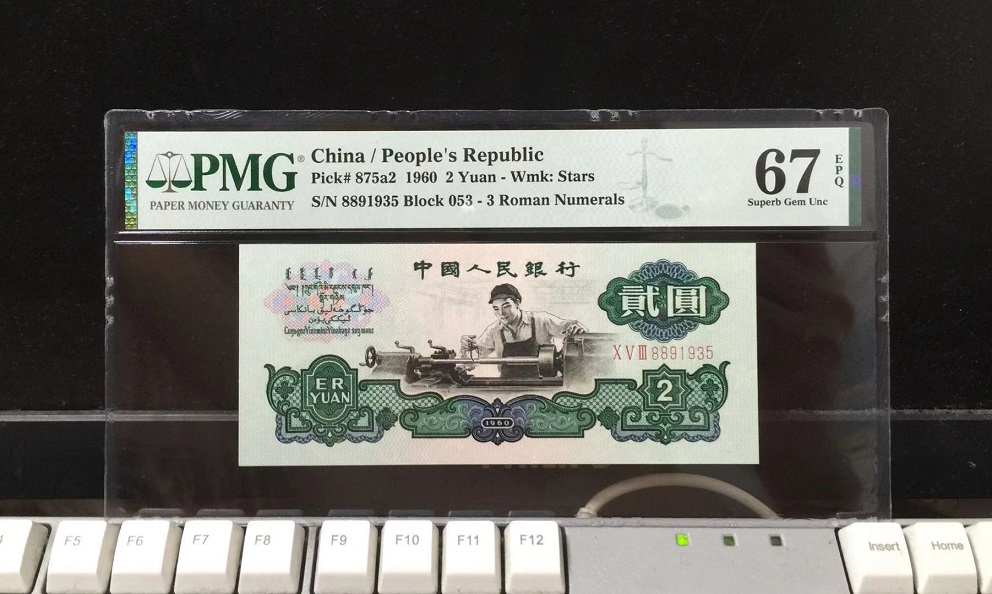 PMG®
PAPER MONEY GUARANTY
China / People's Republic
Pick# 875a2 1960 2 Yuan - Wmk: Stars
S/N 8891935 Block 053 - 3 Roman Numerals
67
EPQ
Superb Gem Unc
中國人民銀行
貳圓
XVIII 8891935
ER
YUAN
2
1960
F5
F6
F7
F8
F9
F10
F11
F12
Insert
Home